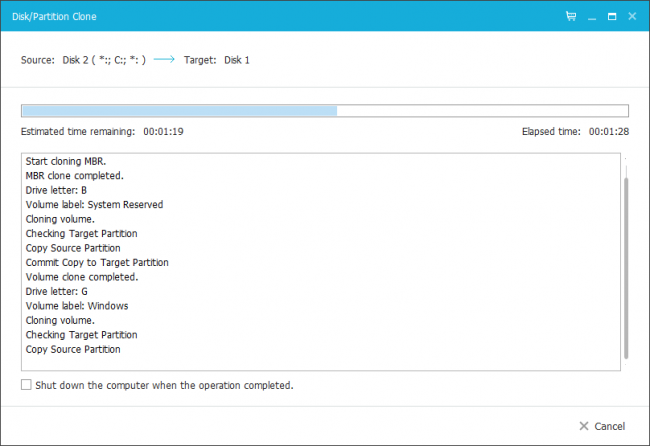 Disk/Partition Clone
Source: Disk 2 ( *:; C:; *: ) Target: Disk 1
Estimated time remaining: 00:01:19 Elapsed time: 00:01:28
Start cloning MBR.
MBR clone completed.
Drive letter: B
Volume label: System Reserved
Cloning volume.
Checking Target Partition
Copy Source Partition
Commit Copy to Target Partition
Volume clone completed.
Drive letter: G
Volume label: Windows
Cloning volume.
Checking Target Partition
Copy Source Partition
Shut down the computer when the operation completed.
Cancel